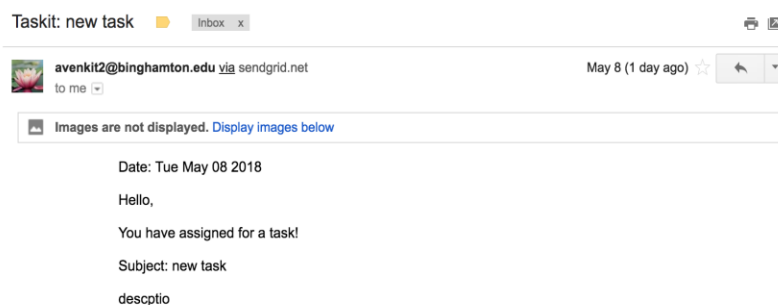 Taskit: new task Inbox x
avenkit2@binghamton.edu via sendgrid.net May 8 (1 day ago)
to me
Images are not displayed. Display images below
Date: Tue May 08 2018
Hello,
You have assigned for a task!
Subject: new task
descptio